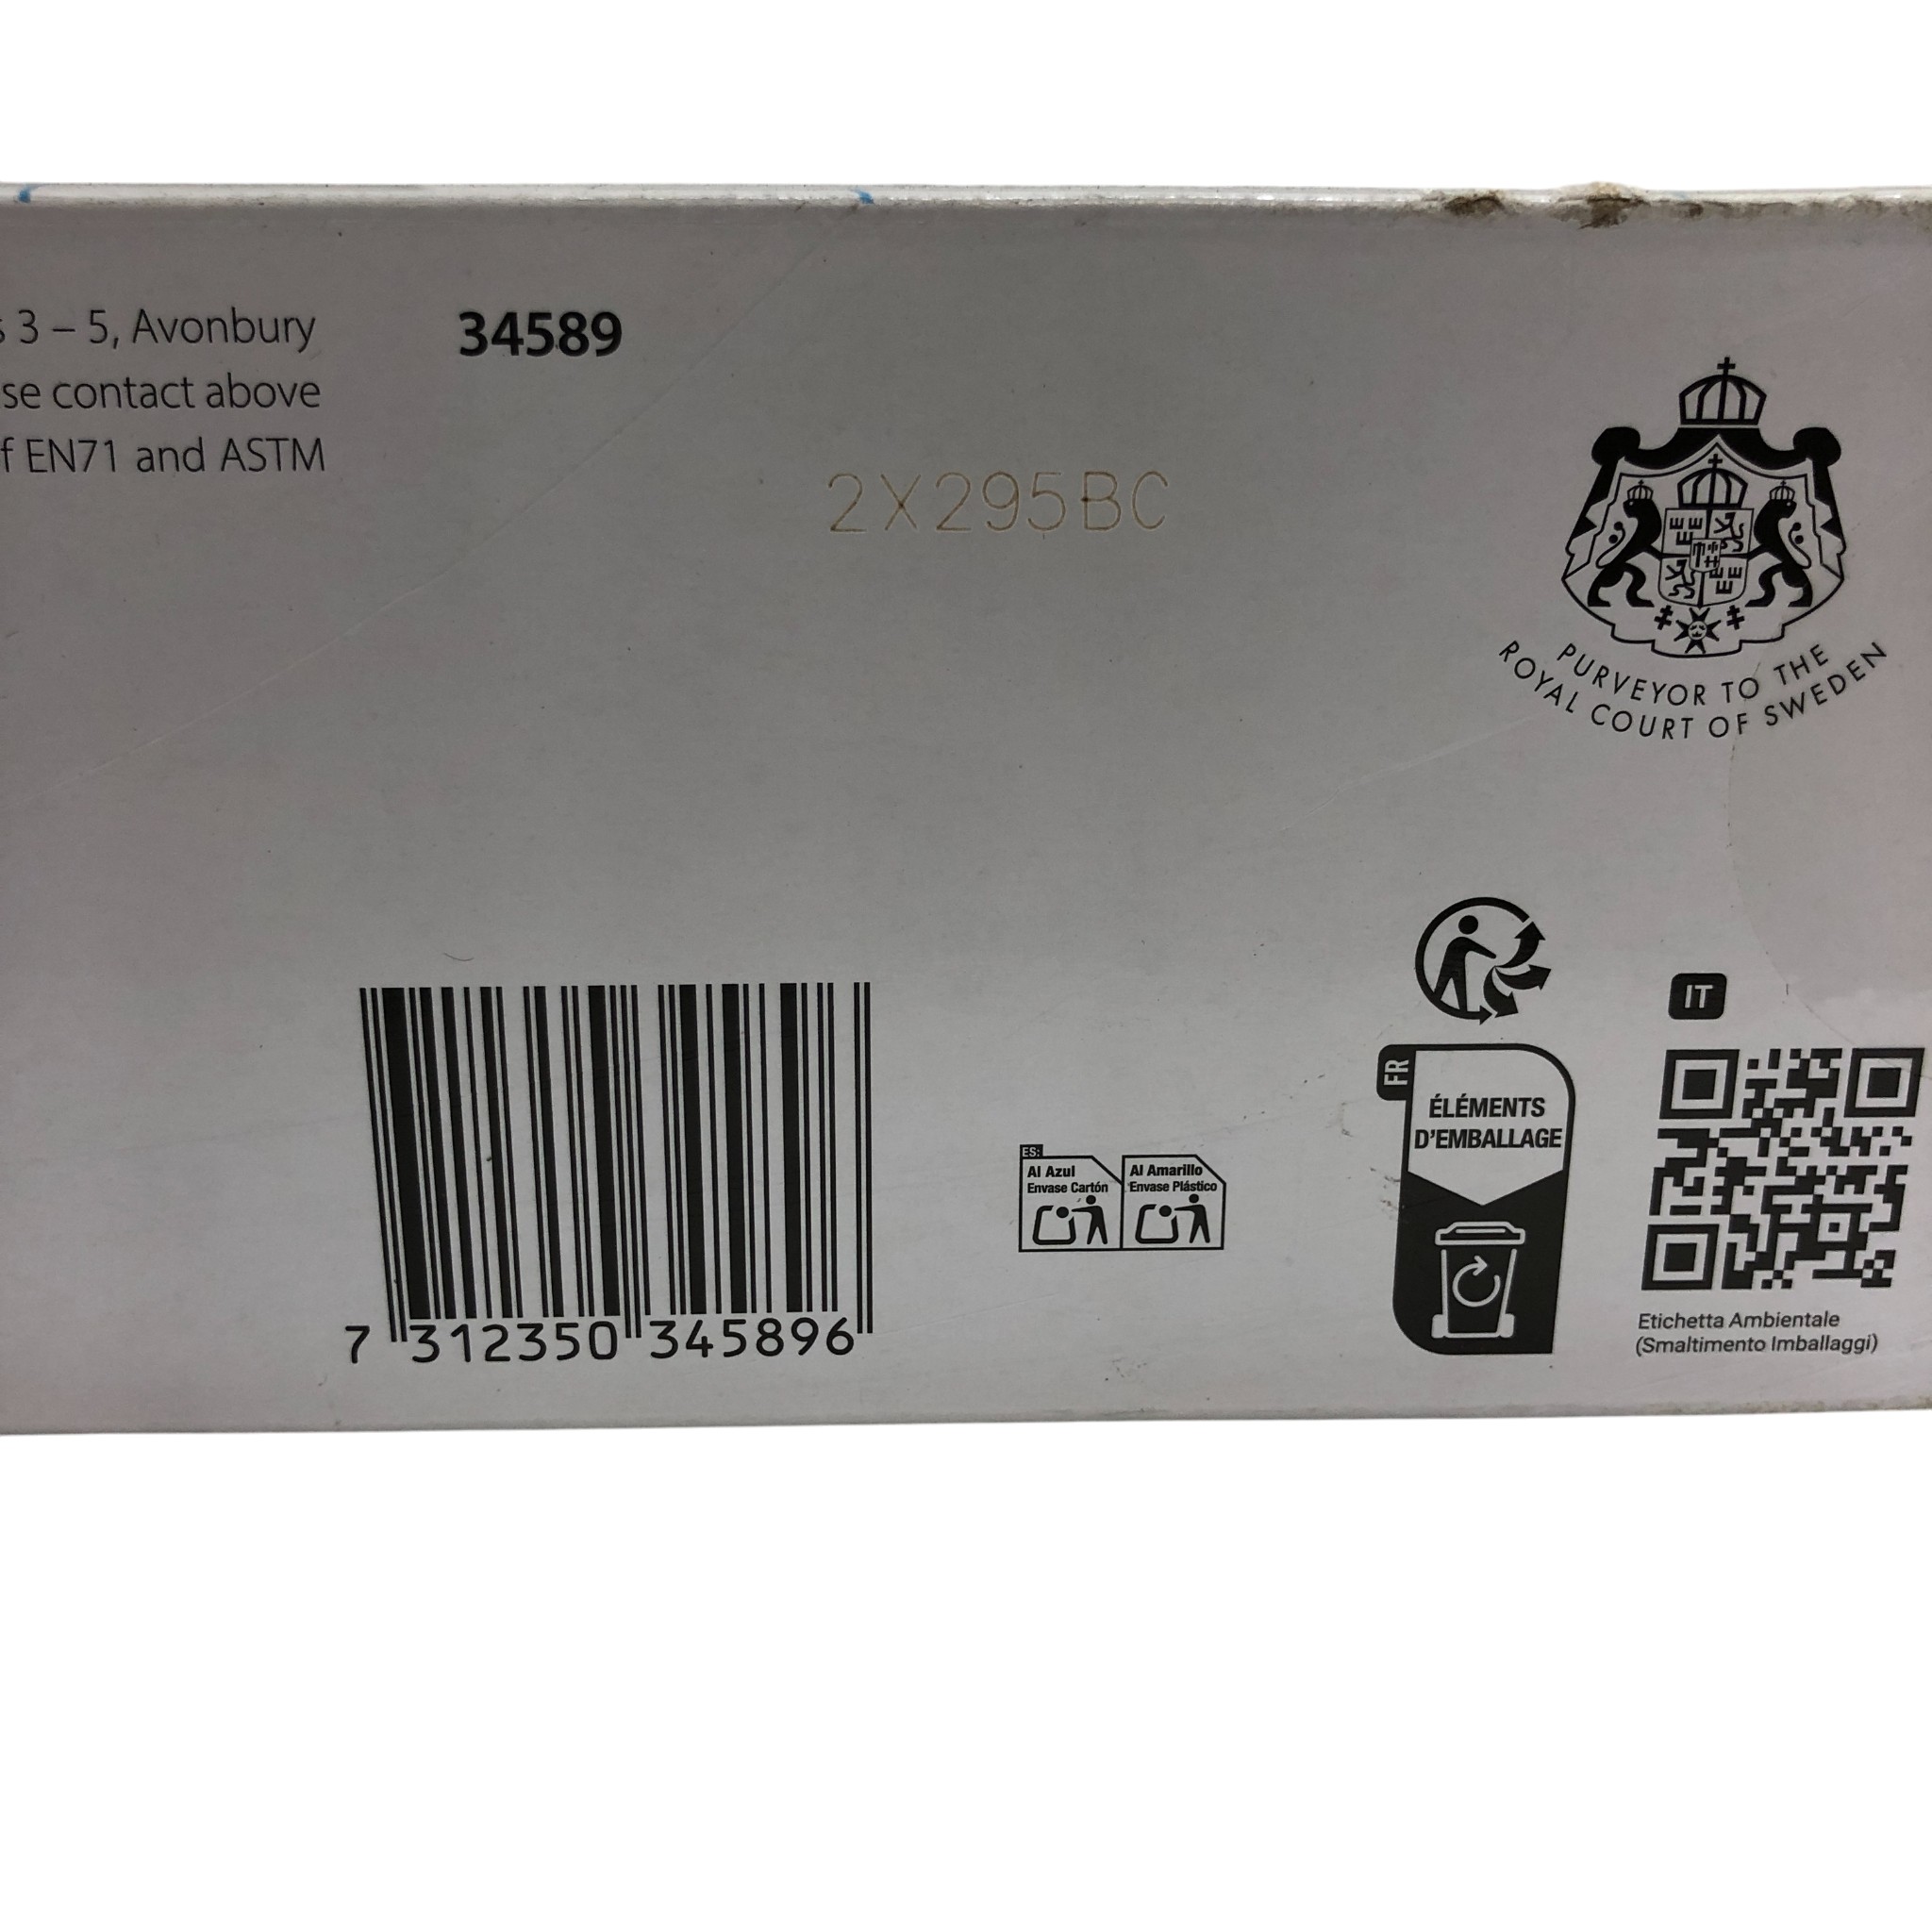 3 – 5, Avonbury
se contact above
f EN71 and ASTM
34589
2X295BC
PURVEYOR TO THE
ROYAL COURT OF SWEDEN
7 312350 345896
ES:
Al Azul
Envase Cartón
Al Amarillo
Envase Plástico
FR
ÉLÉMENTS
D'EMBALLAGE
IT
Etichetta Ambientale
(Smaltimento Imballaggi)